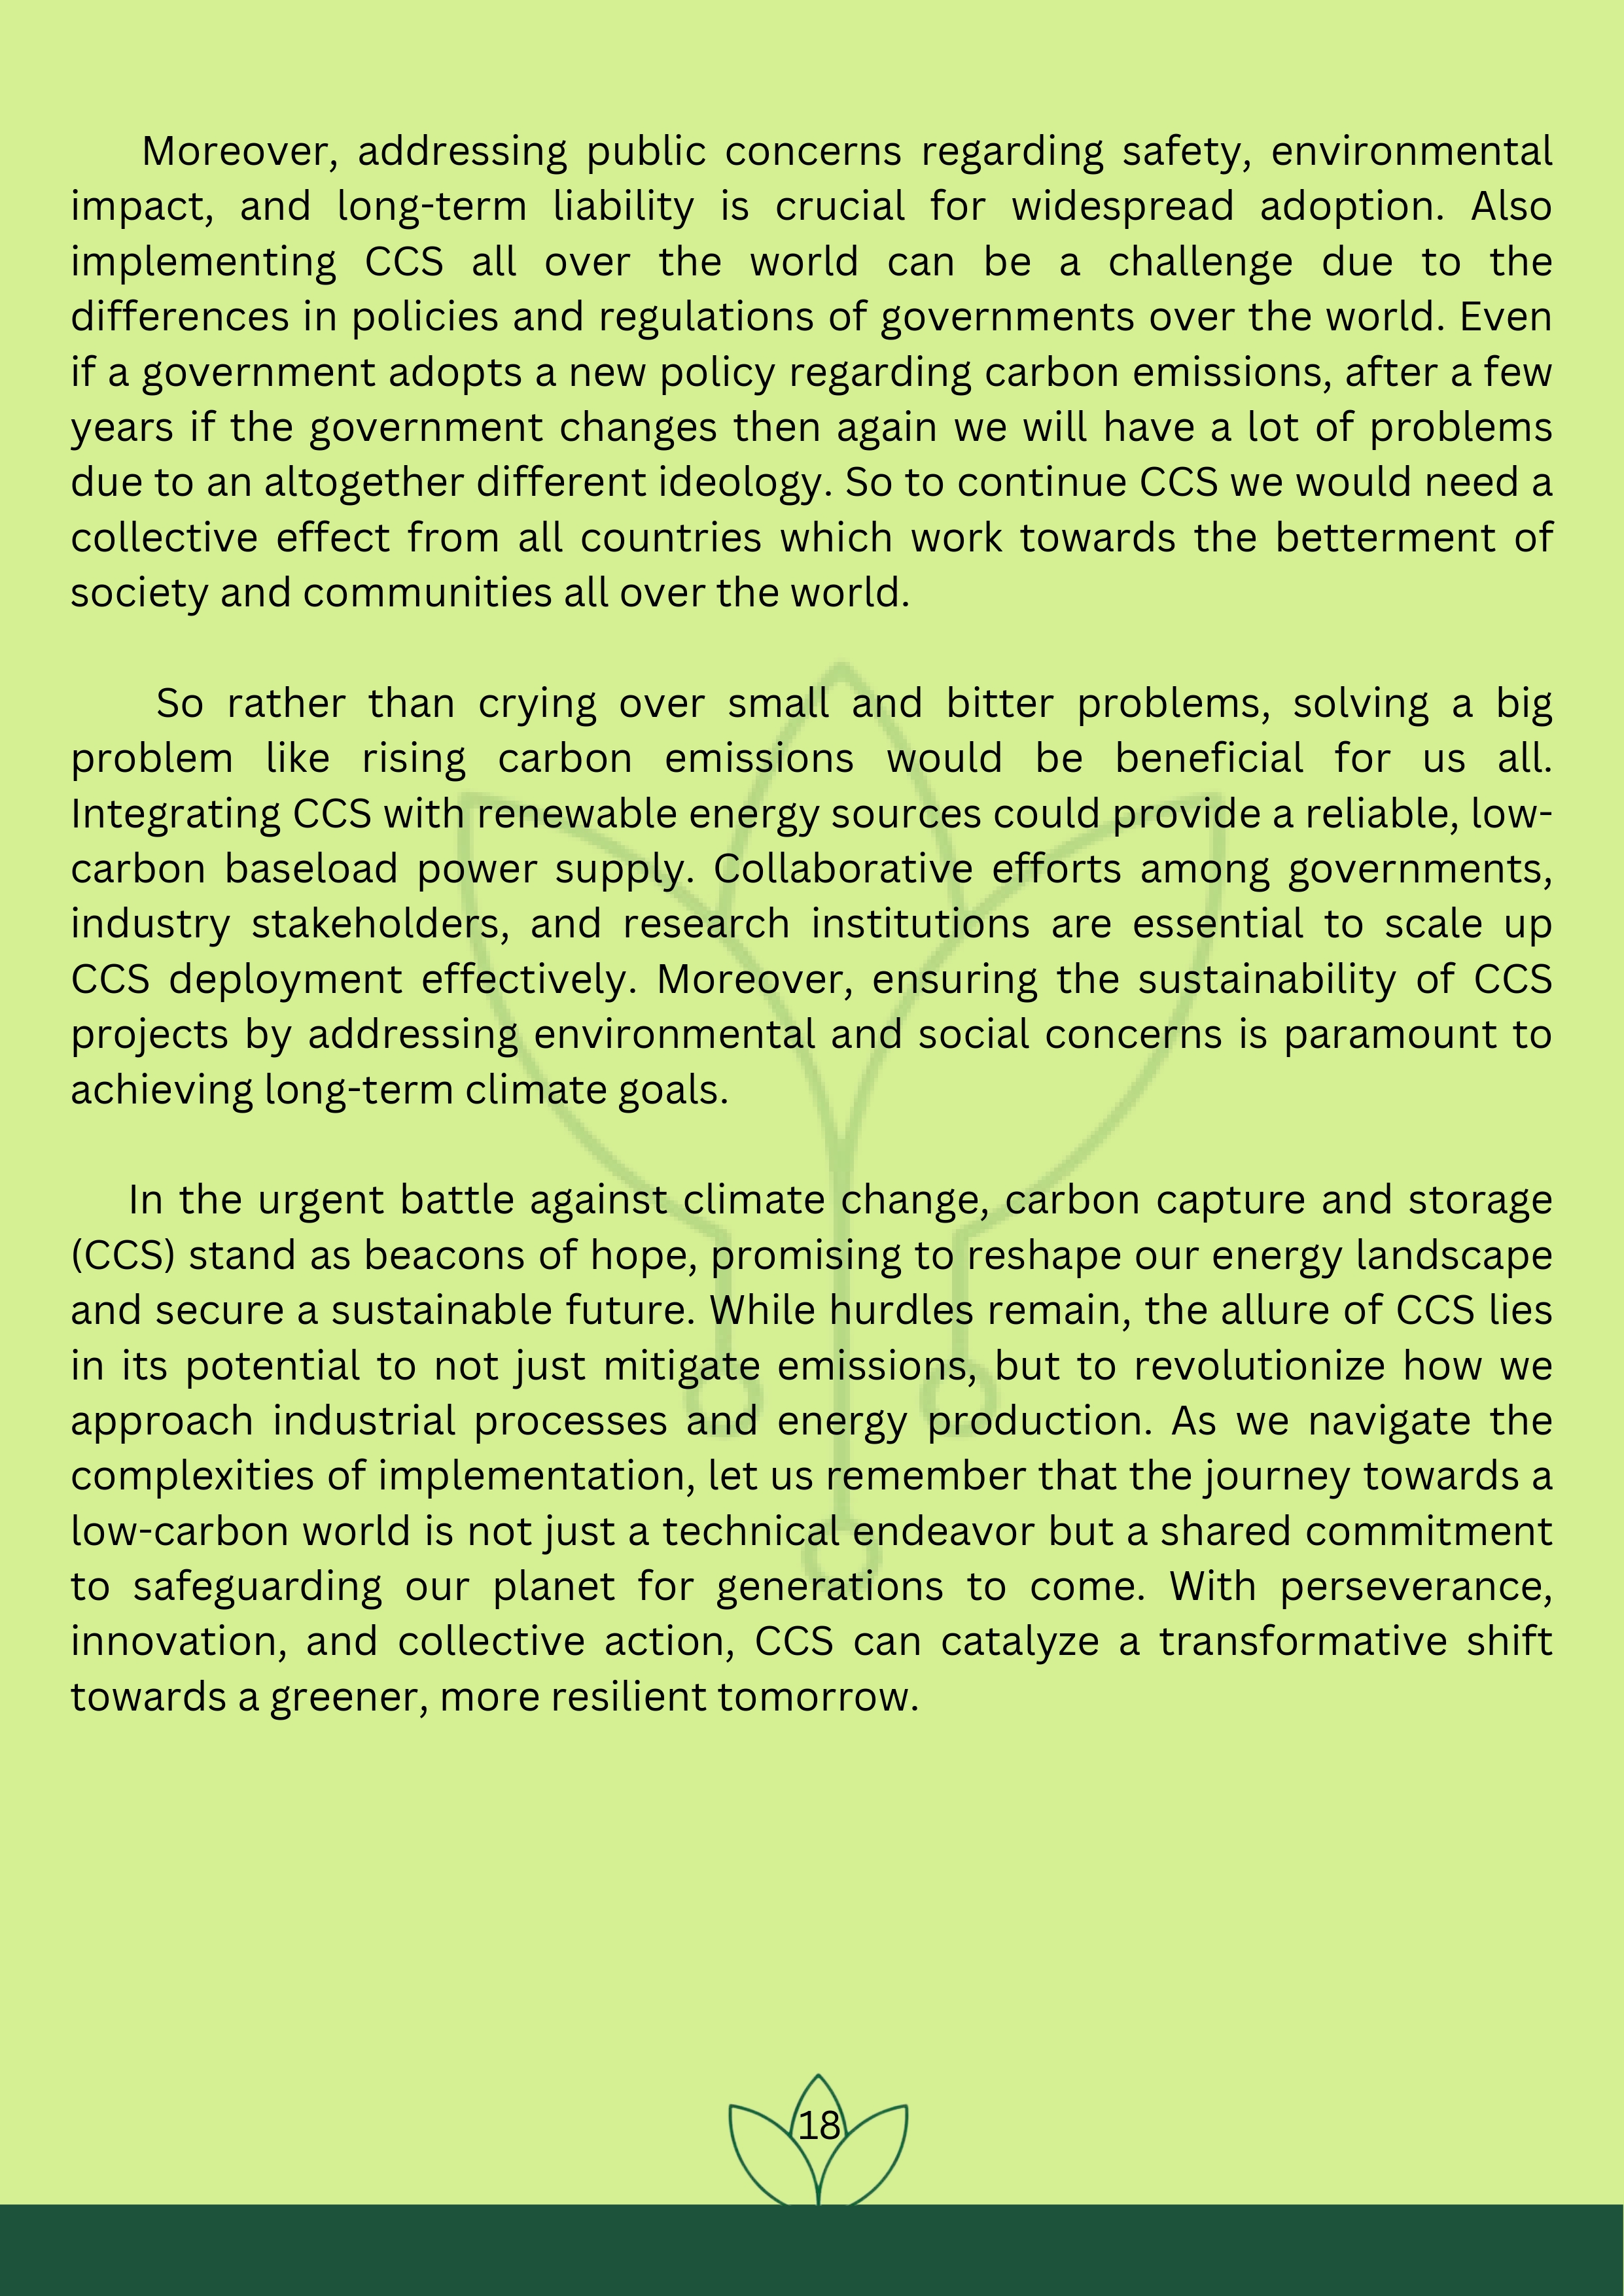 Moreover, addressing public concerns regarding safety, environmental
impact, and long-term liability is crucial for widespread adoption. Also
implementing CCS all over the world can be a challenge due to the
differences in policies and regulations of governments over the world. Even
if a government adopts a new policy regarding carbon emissions, after a few
years if the government changes then again we will have a lot of problems
due to an altogether different ideology. So to continue CCS we would need a
collective effect from all countries which work towards the betterment of
society and communities all over the world.
So rather than crying over small and bitter problems, solving a big
problem like rising carbon emissions would be beneficial for us all.
Integrating CCS with renewable energy sources could provide a reliable, low-
carbon baseload power supply. Collaborative efforts among governments,
industry stakeholders, and research institutions are essential to scale up
CCS deployment effectively. Moreover, ensuring the sustainability of CCS
projects by addressing environmental and social concerns is paramount to
achieving long-term climate goals.
In the urgent battle against climate change, carbon capture and storage
(CCS) stand as beacons of hope, promising to reshape our energy landscape
and secure a sustainable future. While hurdles remain, the allure of CCS lies
in its potential to not just mitigate emissions, but to revolutionize how we
approach industrial processes and energy production. As we navigate the
complexities of implementation, let us remember that the journey towards a
low-carbon world is not just a technical endeavor but a shared commitment
to safeguarding our planet for generations to come. With perseverance,
innovation, and collective action, CCS can catalyze a transformative shift
towards a greener, more resilient tomorrow.
18